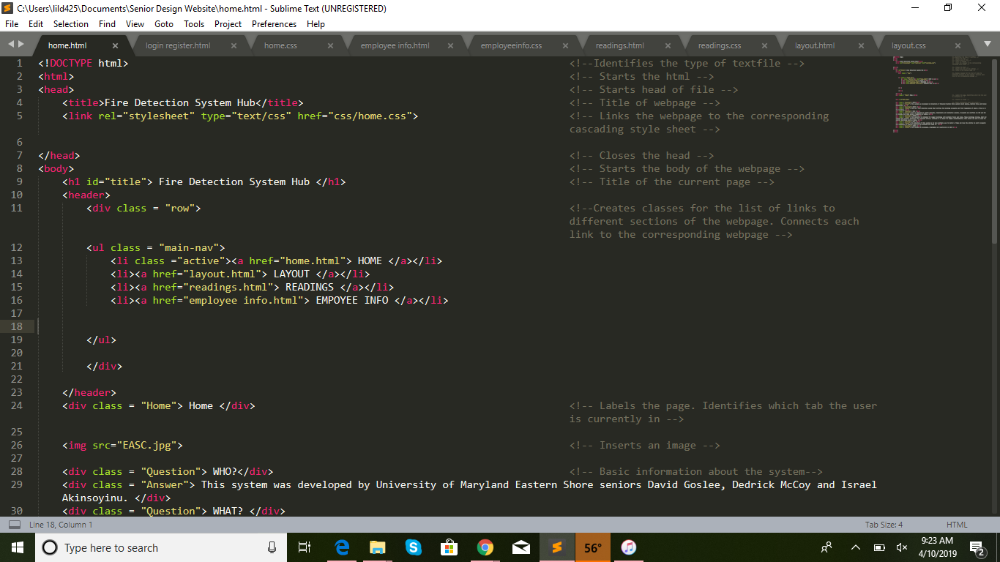 C:\Users\lild425\Documents\Senior Design Website\home.html - Sublime Text (UNREGISTERED)
File Edit Selection Find View Goto Tools Project Preferences Help
home.html × login register.html × home.css × employee info.html × employeeinfo.css × readings.html × readings.css × layout.html × layout.css ×
1 <!DOCTYPE html> <!--Identifies the type of textfile -->
2 <html> <!-- Starts the html -->
3 <head> <!-- Starts head of file -->
4 <title>Fire Detection System Hub</title> <!-- Title of webpage -->
5 <link rel="stylesheet" type="text/css" href="css/home.css"> <!-- Links the webpage to the corresponding
cascading style sheet -->
6
7 </head> <!-- Closes the head -->
8 <body> <!-- Starts the body of the webpage -->
9 <h1 id="title"> Fire Detection System Hub </h1> <!-- Title of the current page -->
10 <header>
11 <div class = "row"> <!--Creates classes for the list of links to
different sections of the webpage. Connects each
link to the corresponding webpage -->
12 <ul class = "main-nav">
13 <li class ="active"><a href="home.html"> HOME </a></li>
14 <li><a href="layout.html"> LAYOUT </a></li>
15 <li><a href="readings.html"> READINGS </a></li>
16 <li><a href="employee info.html"> EMPOYEE INFO </a></li>
17
18
19 </ul>
20
21 </div>
22
23 </header>
24 <div class = "Home"> Home </div> <!-- Labels the page. Identifies which tab the user
is currently in -->
25
26 <img src="EASC.jpg"> <!-- Inserts an image -->
27
28 <div class = "Question"> WHO?</div> <!-- Basic information about the system-->
29 <div class = "Answer"> This system was developed by University of Maryland Eastern Shore seniors David Goslee, Dedrick McCoy and Israel
Akinsoyinu. </div>
30 <div class = "Question"> WHAT? </div>
Line 18, Column 1 Tab Size: 4 HTML
Type here to search 56° 9:23 AM
4/10/2019 2